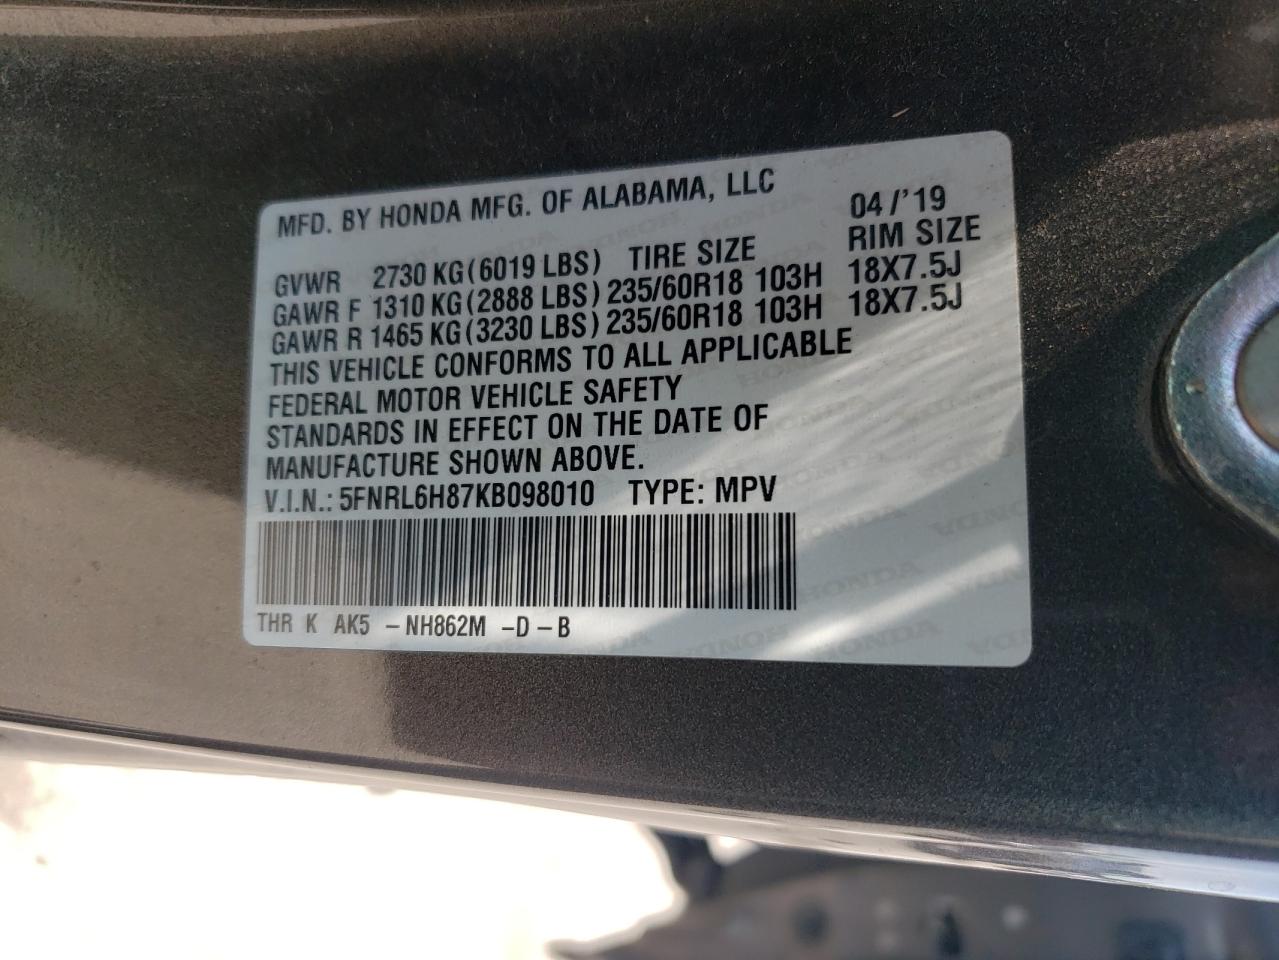 MFD. BY HONDA MFG. OF ALABAMA, LLC 04/'19
GVWR 2730 KG(6019 LBS) TIRE SIZE RIM SIZE
GAWR F 1310 KG(2888 LBS) 235/60R18 103H 18X7.5J
GAWR R 1465 KG(3230 LBS) 235/60R18 103H 18X7.5J
THIS VEHICLE CONFORMS TO ALL APPLICABLE
FEDERAL MOTOR VEHICLE SAFETY
STANDARDS IN EFFECT ON THE DATE OF
MANUFACTURE SHOWN ABOVE.
V.I.N.: 5FNRL6H87KB098010 TYPE: MPV
THR K AK5 -NH862M -D-B